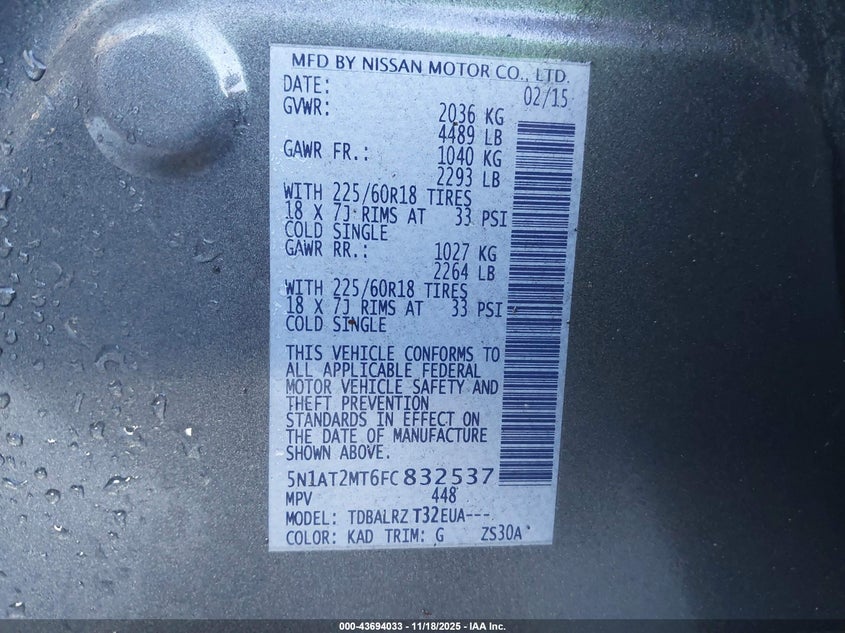 MFD BY NISSAN MOTOR CO., LTD.
DATE: 02/15
GVWR: 2036 KG
4489 LB
GAWR FR.: 1040 KG
2293 LB
WITH 225/60R18 TIRES
18 X 7J RIMS AT 33 PSI
COLD SINGLE
GAWR RR.: 1027 KG
2264 LB
WITH 225/60R18 TIRES
18 X 7J RIMS AT 33 PSI
COLD SINGLE
THIS VEHICLE CONFORMS TO
ALL APPLICABLE FEDERAL
MOTOR VEHICLE SAFETY AND
THEFT PREVENTION
STANDARDS IN EFFECT ON
THE DATE OF MANUFACTURE
SHOWN ABOVE.
5N1AT2MT6FC 832537
MPV 448
MODEL: TDBALRZ T32EUA---
COLOR: KAD TRIM: G ZS30A
000-43694033 - 11/18/2025 - IAA Inc.